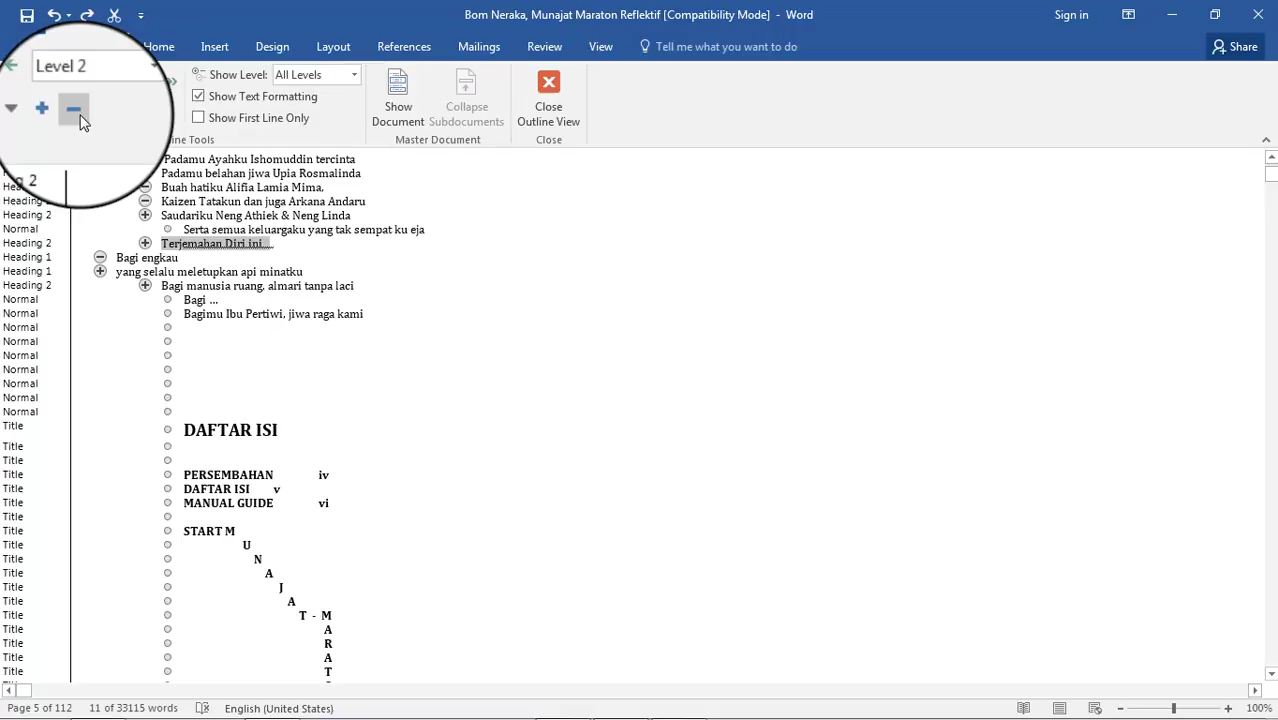 Bom Neraka, Munajat Maraton Reflektif [Compatibility Mode] - Word
Sign in
Home
Insert
Design
Layout
References
Mailings
Review
View
Tell me what you want to do
Share
Level 2
Show Level:
All Levels
Show Text Formatting
Show First Line Only
Show Document
Collapse Subdocuments
Close Outline View
Master Document
Close
Padamu Ayahku Ishomuddin tercinta
Padamu belahan jiwa Upia Rosmalinda
Buah hatiku Alifia Lamia Mima,
Heading 2 Kaizen Tatakun dan juga Arkana Andaru
Heading 2 Saudariku Neng Athiek & Neng Linda
Normal Serta semua keluargaku yang tak sempat ku eja
Heading 2 Terjemahan Diri ini....
Heading 1 Bagi engkau
Heading 1 yang selalu meletupkan api minatku
Heading 2 Bagi manusia ruang, almari tanpa laci
Normal Bagi ...
Normal Bagimu Ibu Pertiwi, jiwa raga kami
Normal
Normal
Normal
Normal
Normal
Normal
Normal
Title DAFTAR ISI
Title
Title PERSEMBAHAN iv
Title DAFTAR ISI v
Title MANUAL GUIDE vi
Title
Title START M
Title U
Title N
Title A
Title J
Title A
Title T - M
Title A
Title R
Title A
Title T
Page 5 of 112
11 of 33115 words
English (United States)
100%